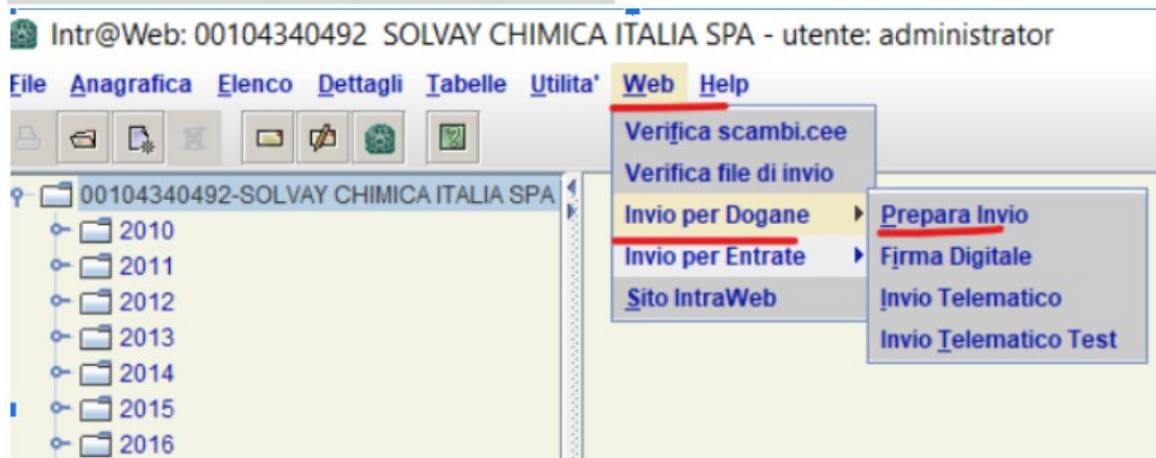 Intr@Web: 00104340492 SOLVAY CHIMICA ITALIA SPA - utente: administrator
File Anagrafica Elenco Dettagli Tabelle Utilita' Web Help
Verifica scambi.cee
Verifica file di invio
Invio per Dogane
Invio per Entrate
Sito IntraWeb
Prepara Invio
Firma Digitale
Invio Telematico
Invio Telematico Test
00104340492-SOLVAY CHIMICA ITALIA SPA
2010
2011
2012
2013
2014
2015
2016